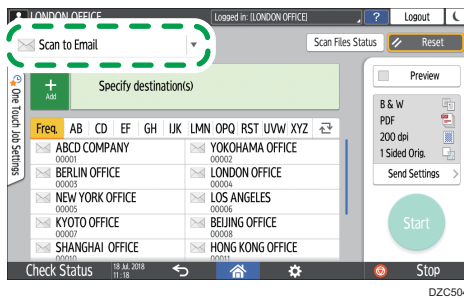 LONDON OFFICE
Logged in: [LONDON OFFICE]
? Logout
Scan to Email
Scan Files Status
Reset
One Touch Job Settings
+
Add
Specify destination(s)
Preview
B & W
PDF
200 dpi
1 Sided Orig.
Send Settings >
Freq. AB CD EF GH IJK LMN OPQ RST UVW XYZ
ABCD COMPANY
00001
YOKOHAMA OFFICE
00002
BERLIN OFFICE
00003
LONDON OFFICE
00004
NEW YORK OFFICE
00005
LOS ANGELES
00006
KYOTO OFFICE
00007
BEIJING OFFICE
00008
SHANGHAI OFFICE
00010
HONG KONG OFFICE
00011
Start
Check Status
18 Jul. 2018
11 : 18
Stop
DZC504